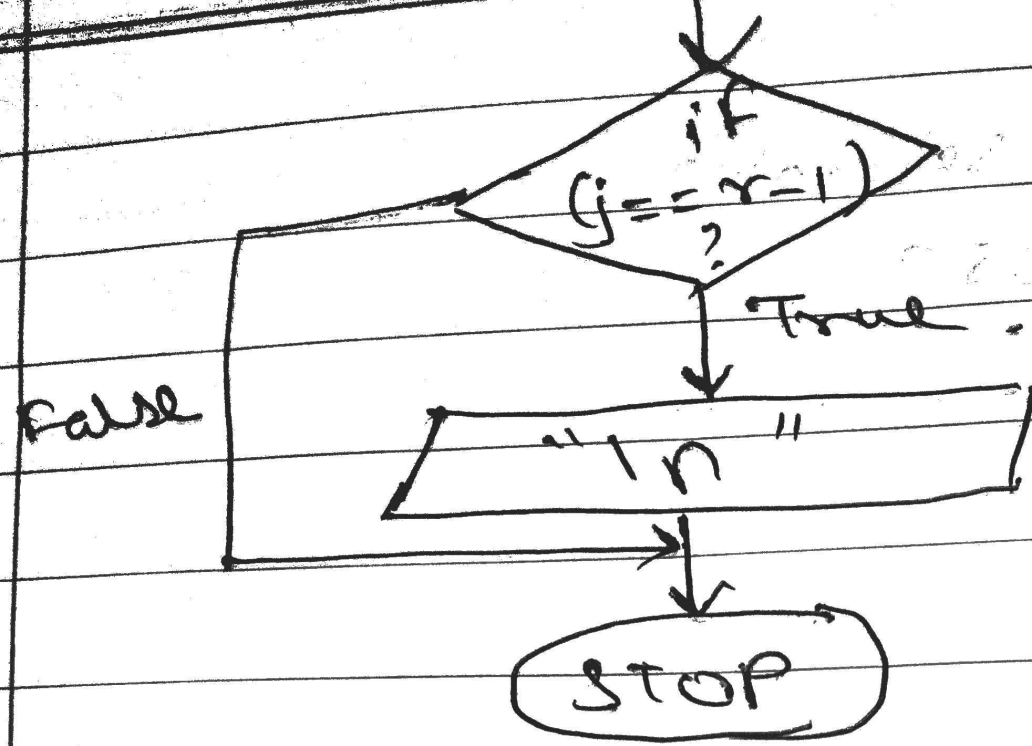 if
(j==r-1)
?
True.
False
"\n"
STOP